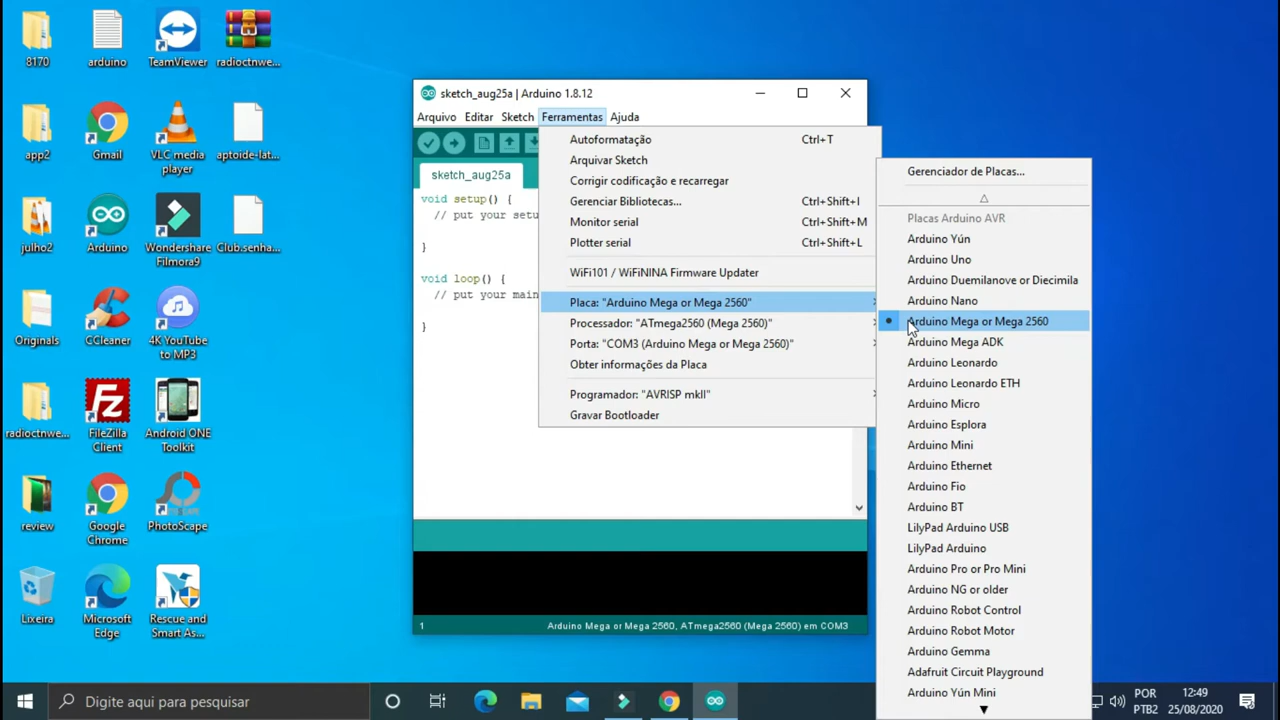 8170
arduino
TeamViewer
radioctnwe...
app2
Gmail
VLC media
player
aptoide-lat...
julho2
Arduino
Wondershare
Filmora9
Club.senha...
Originals
CCleaner
4K YouTube
to MP3
radioctnwe...
FileZilla
Client
Android ONE
Toolkit
review
Google
Chrome
PhotoScape
Lixeira
Microsoft
Edge
Rescue and
Smart As...
sketch_aug25a | Arduino 1.8.12
Arquivo Editar Sketch Ferramentas Ajuda
sketch_aug25a
void setup() {
// put your setu
}
void loop() {
// put your main
}
Autoformatação Ctrl+T
Arquivar Sketch
Corrigir codificação e recarregar
Gerenciar Bibliotecas... Ctrl+Shift+I
Monitor serial Ctrl+Shift+M
Plotter serial Ctrl+Shift+L
WiFi101 / WiFiNINA Firmware Updater
Placa: "Arduino Mega or Mega 2560"
Processador: "ATmega2560 (Mega 2560)"
Porta: "COM3 (Arduino Mega or Mega 2560)"
Obter informações da Placa
Programador: "AVRISP mkII"
Gravar Bootloader
Gerenciador de Placas...
Placas Arduino AVR
Arduino Yún
Arduino Uno
Arduino Duemilanove or Diecimila
Arduino Nano
Arduino Mega or Mega 2560
Arduino Mega ADK
Arduino Leonardo
Arduino Leonardo ETH
Arduino Micro
Arduino Esplora
Arduino Mini
Arduino Ethernet
Arduino Fio
Arduino BT
LilyPad Arduino USB
LilyPad Arduino
Arduino Pro or Pro Mini
Arduino NG or older
Arduino Robot Control
Arduino Robot Motor
Arduino Gemma
Adafruit Circuit Playground
Arduino Yún Mini
1 Arduino Mega or Mega 2560, ATmega2560 (Mega 2560) em COM3
Digite aqui para pesquisar
POR
PTB2
12:49
25/08/2020